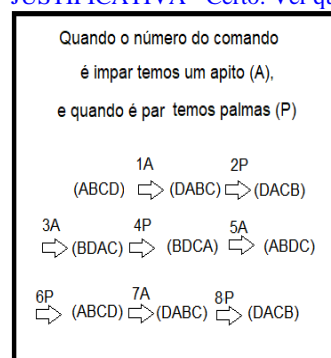 JUSTIFICATIVA - Certo. Vei qu
Quando o número do comando
é impar temos um apito (A),
e quando é par temos palmas (P)
1A 2P
(ABCD) (DABC) (DACB)
3A 4P 5A
(BDAC) (BDCA) (ABDC)
6P 7A 8P
(ABCD) (DABC) (DACB)